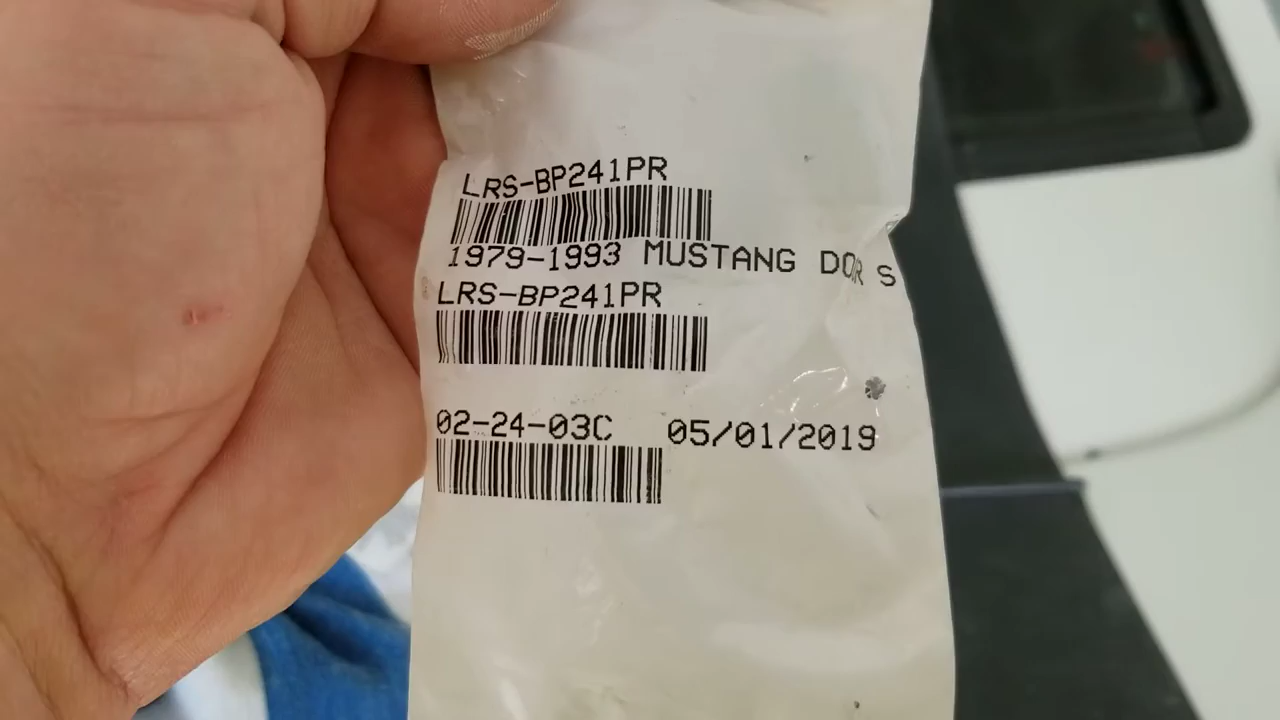 LRS-BP241PR
1979-1993 MUSTANG DOR S
LRS-BP241PR
02-24-03C 05/01/2019